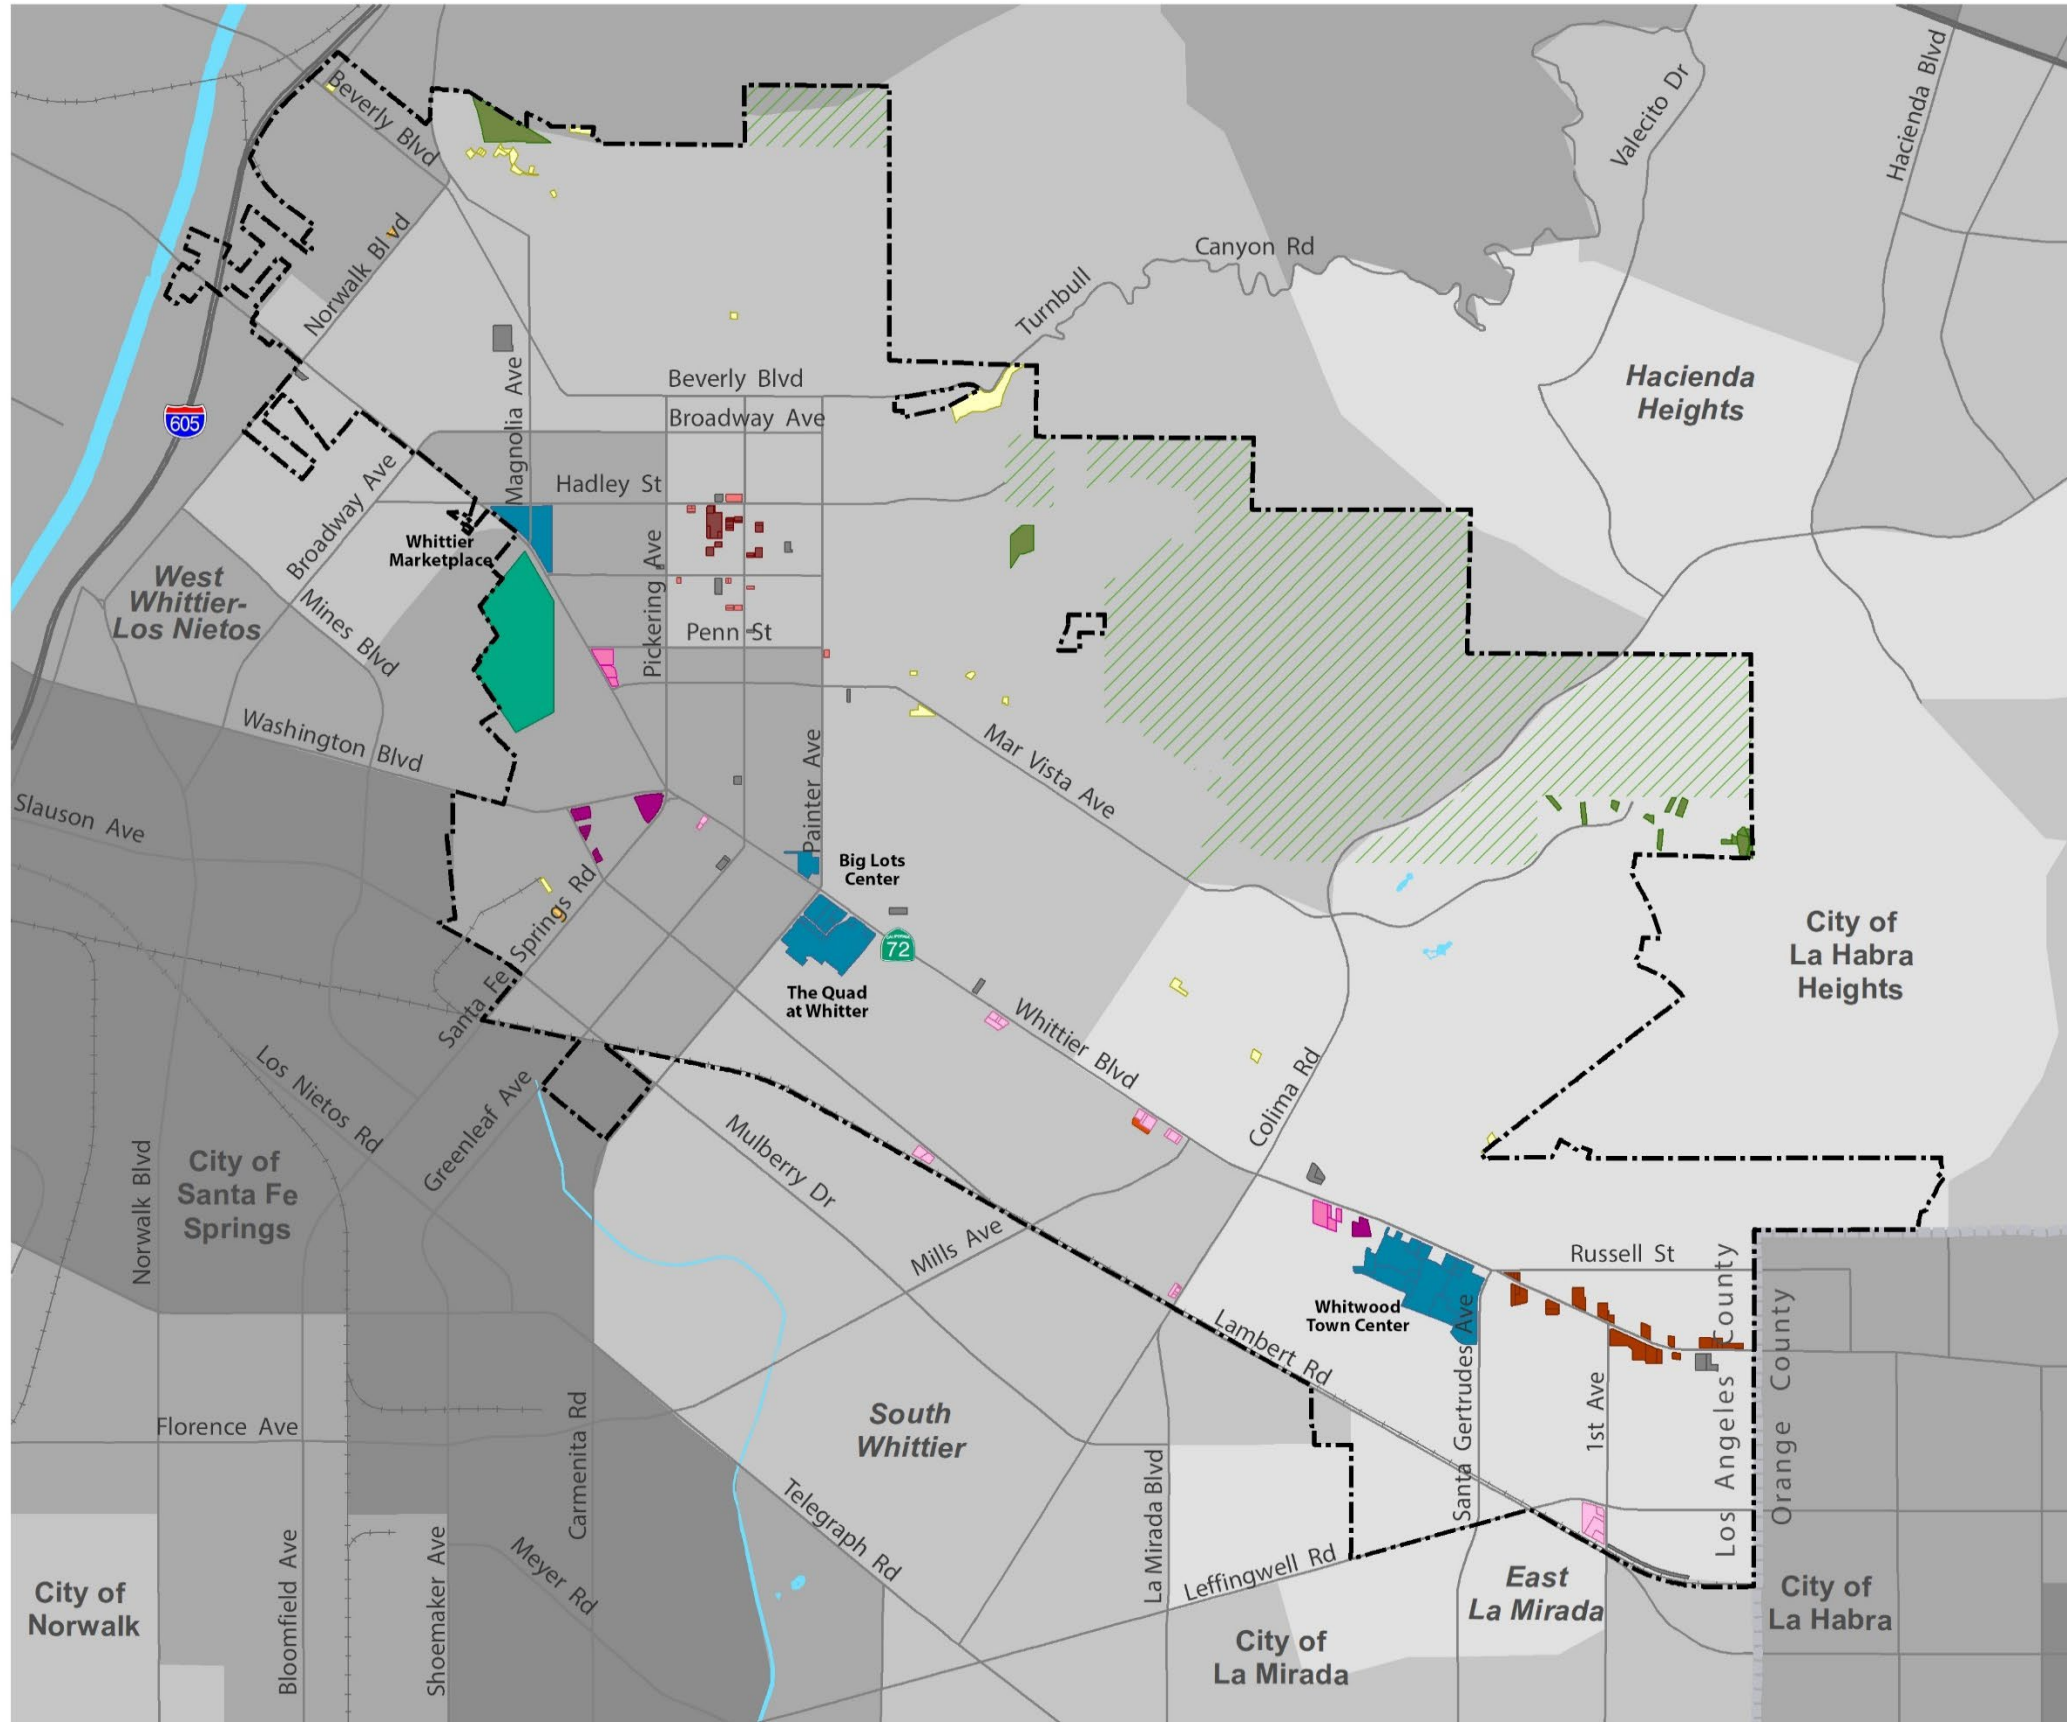 Beverly Blvd
Valecito Dr
Hacienda Blvd
Norwalk Blvd
Canyon Rd
Turnbull
605
Magnolia Ave
Beverly Blvd
Broadway Ave
Hacienda
Heights
Hadley St
Broadway Ave
Whittier
Marketplace
Pickering Ave
West
Whittier-
Los Nietos
Mines Blvd
Penn St
Washington Blvd
Mar Vista Ave
Painter Ave
Slauson Ave
Big Lots
Center
72
Santa Fe Springs Rd
The Quad
at Whitter
City of
La Habra
Heights
Whittier Blvd
Colima Rd
Los Nietos Rd
Greenleaf Ave
Mulberry Dr
Norwalk Blvd
City of
Santa Fe
Springs
Mills Ave
Russell St
Whitwood
Town Center
Lambert Rd
Santa Gertrudes Ave
1st Ave
Los Angeles County
Orange County
Florence Ave
Carmenita Rd
South
Whittier
La Mirada Blvd
Telegraph Rd
Leffingwell Rd
Bloomfield Ave
Shoemaker Ave
Meyer Rd
City of
Norwalk
East
La Mirada
City of
La Mirada
City of
La Habra